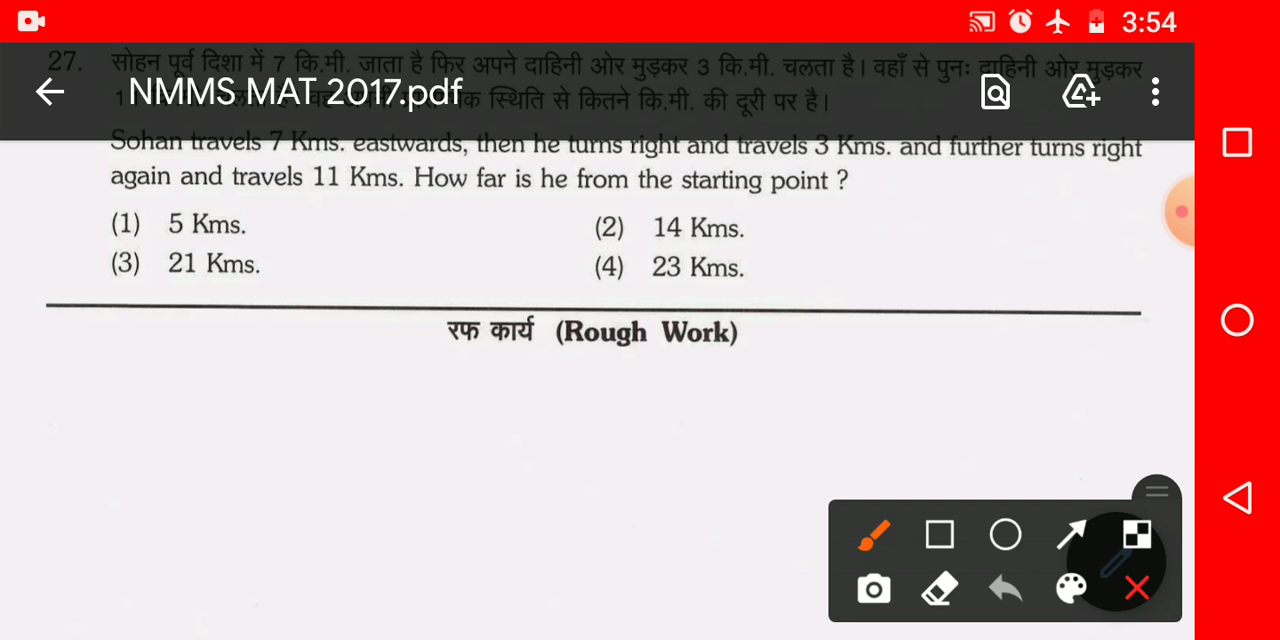 3:54
27. सोहन पूर्व दिशा में 7 कि.मी. जाता है फिर अपने दाहिनी ओर मुड़कर 3 कि.मी. चलता है। वहाँ से पुनः दाहिनी ओर मुड़कर
NMMS MAT 2017.pdf
स्थिति से कितने कि.मी. की दूरी पर है।
Sohan travels 7 Kms. eastwards, then he turns right and travels 3 Kms. and further turns right
again and travels 11 Kms. How far is he from the starting point ?
(1) 5 Kms. (2) 14 Kms.
(3) 21 Kms. (4) 23 Kms.
रफ कार्य (Rough Work)